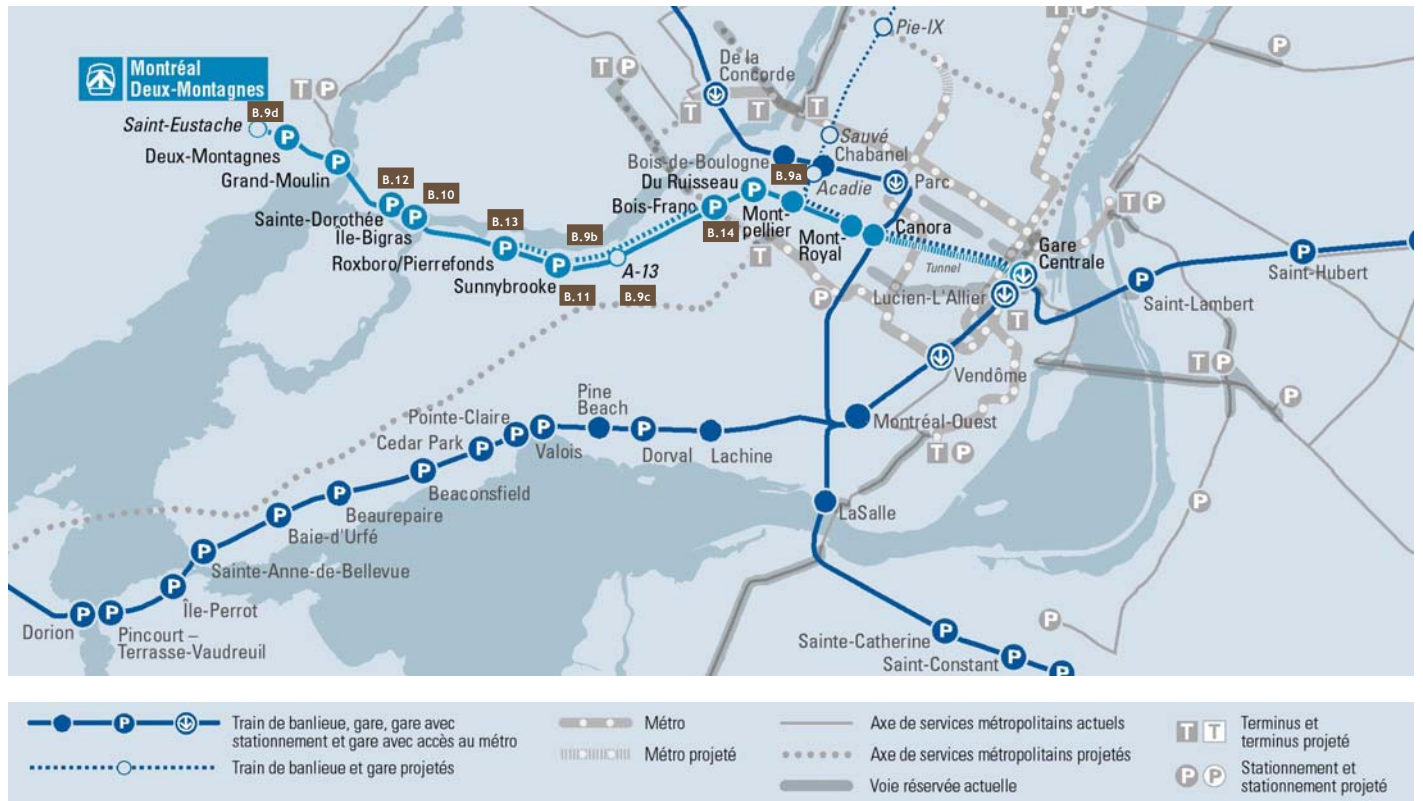 Pie-IX
De la
Concorde
T P
T P
T
T
T
T P
P
Montréal
Deux-Montagnes
B.9d
Saint-Eustache
P
Deux-Montagnes
P
Grand-Moulin
B.12
P
Sainte-Dorothée
B.10
P
Île-Bigras
B.13
P
Roxboro/Pierrefonds
B.9b
P
Sunnybrooke
B.11
A-13
B.9c
Sauvé
Chabanel
Bois-de-Boulogne
B.9a
Acadie
Parc
Du Ruisseau
P
Bois-Franc
P
B.14
Mont-
pellier
Mont-
Royal
Canora
Tunnel
Gare
Centrale
T P
T
P
Lucien-L'Allier
T
Saint-Hubert
P
Saint-Lambert
P
Vendôme
T P
P
Montréal-Ouest
T P
P
Pine
Beach
Pointe-Claire
P
Cedar Park
P
Valois
P
Dorval
P
Lachine
Beaconsfield
P
Beaurepaire
P
Baie-d'Urfé
P
LaSalle
Sainte-Anne-de-Bellevue
P
Île-Perrot
P
Dorion
P
Pincourt –
Terrasse-Vaudreuil
P
Sainte-Catherine
P
Saint-Constant
P
P
P
P
Train de banlieue, gare, gare avec
stationnement et gare avec accès au métro
Train de banlieue et gare projetés
Métro
Métro projeté
Axe de services métropolitains actuels
Axe de services métropolitains projetés
Voie réservée actuelle
T T
Terminus et
terminus projeté
P P
Stationnement et
stationnement projeté